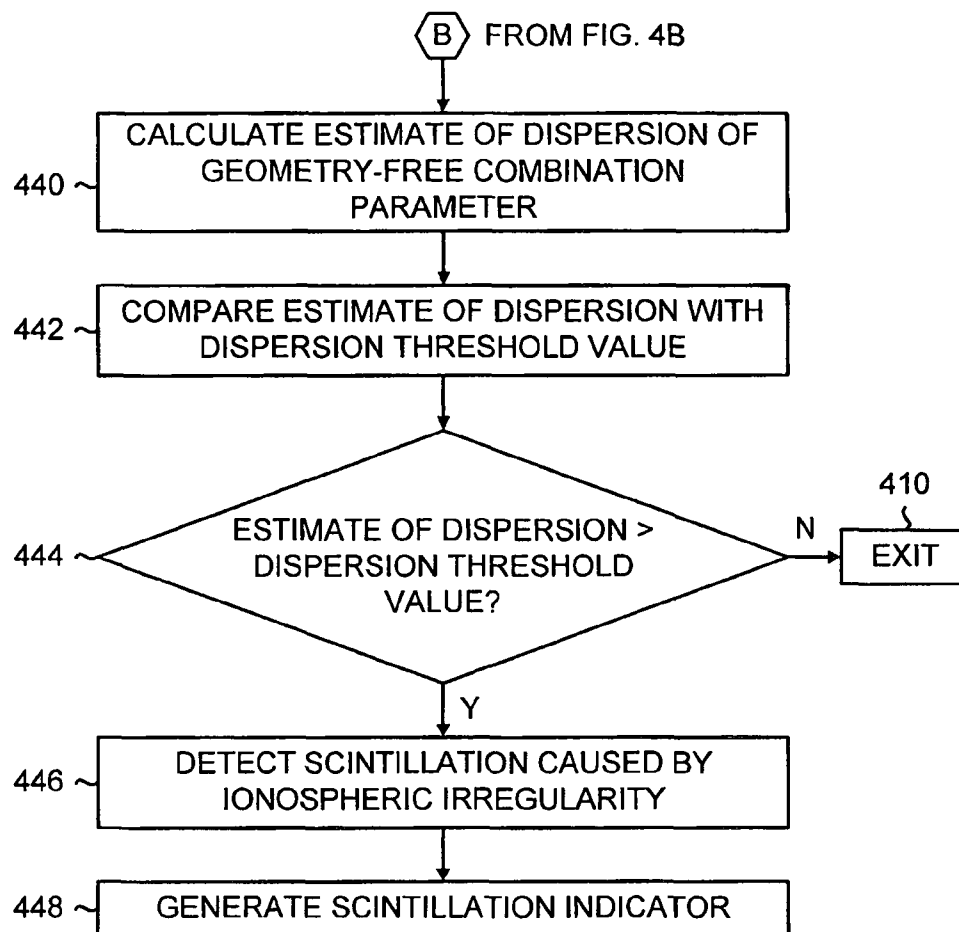 B FROM FIG. 4B
CALCULATE ESTIMATE OF DISPERSION OF
GEOMETRY-FREE COMBINATION
PARAMETER
440
COMPARE ESTIMATE OF DISPERSION WITH
DISPERSION THRESHOLD VALUE
442
ESTIMATE OF DISPERSION >
DISPERSION THRESHOLD
VALUE?
444
N
410
EXIT
Y
DETECT SCINTILLATION CAUSED BY
IONOSPHERIC IRREGULARITY
446
GENERATE SCINTILLATION INDICATOR
448